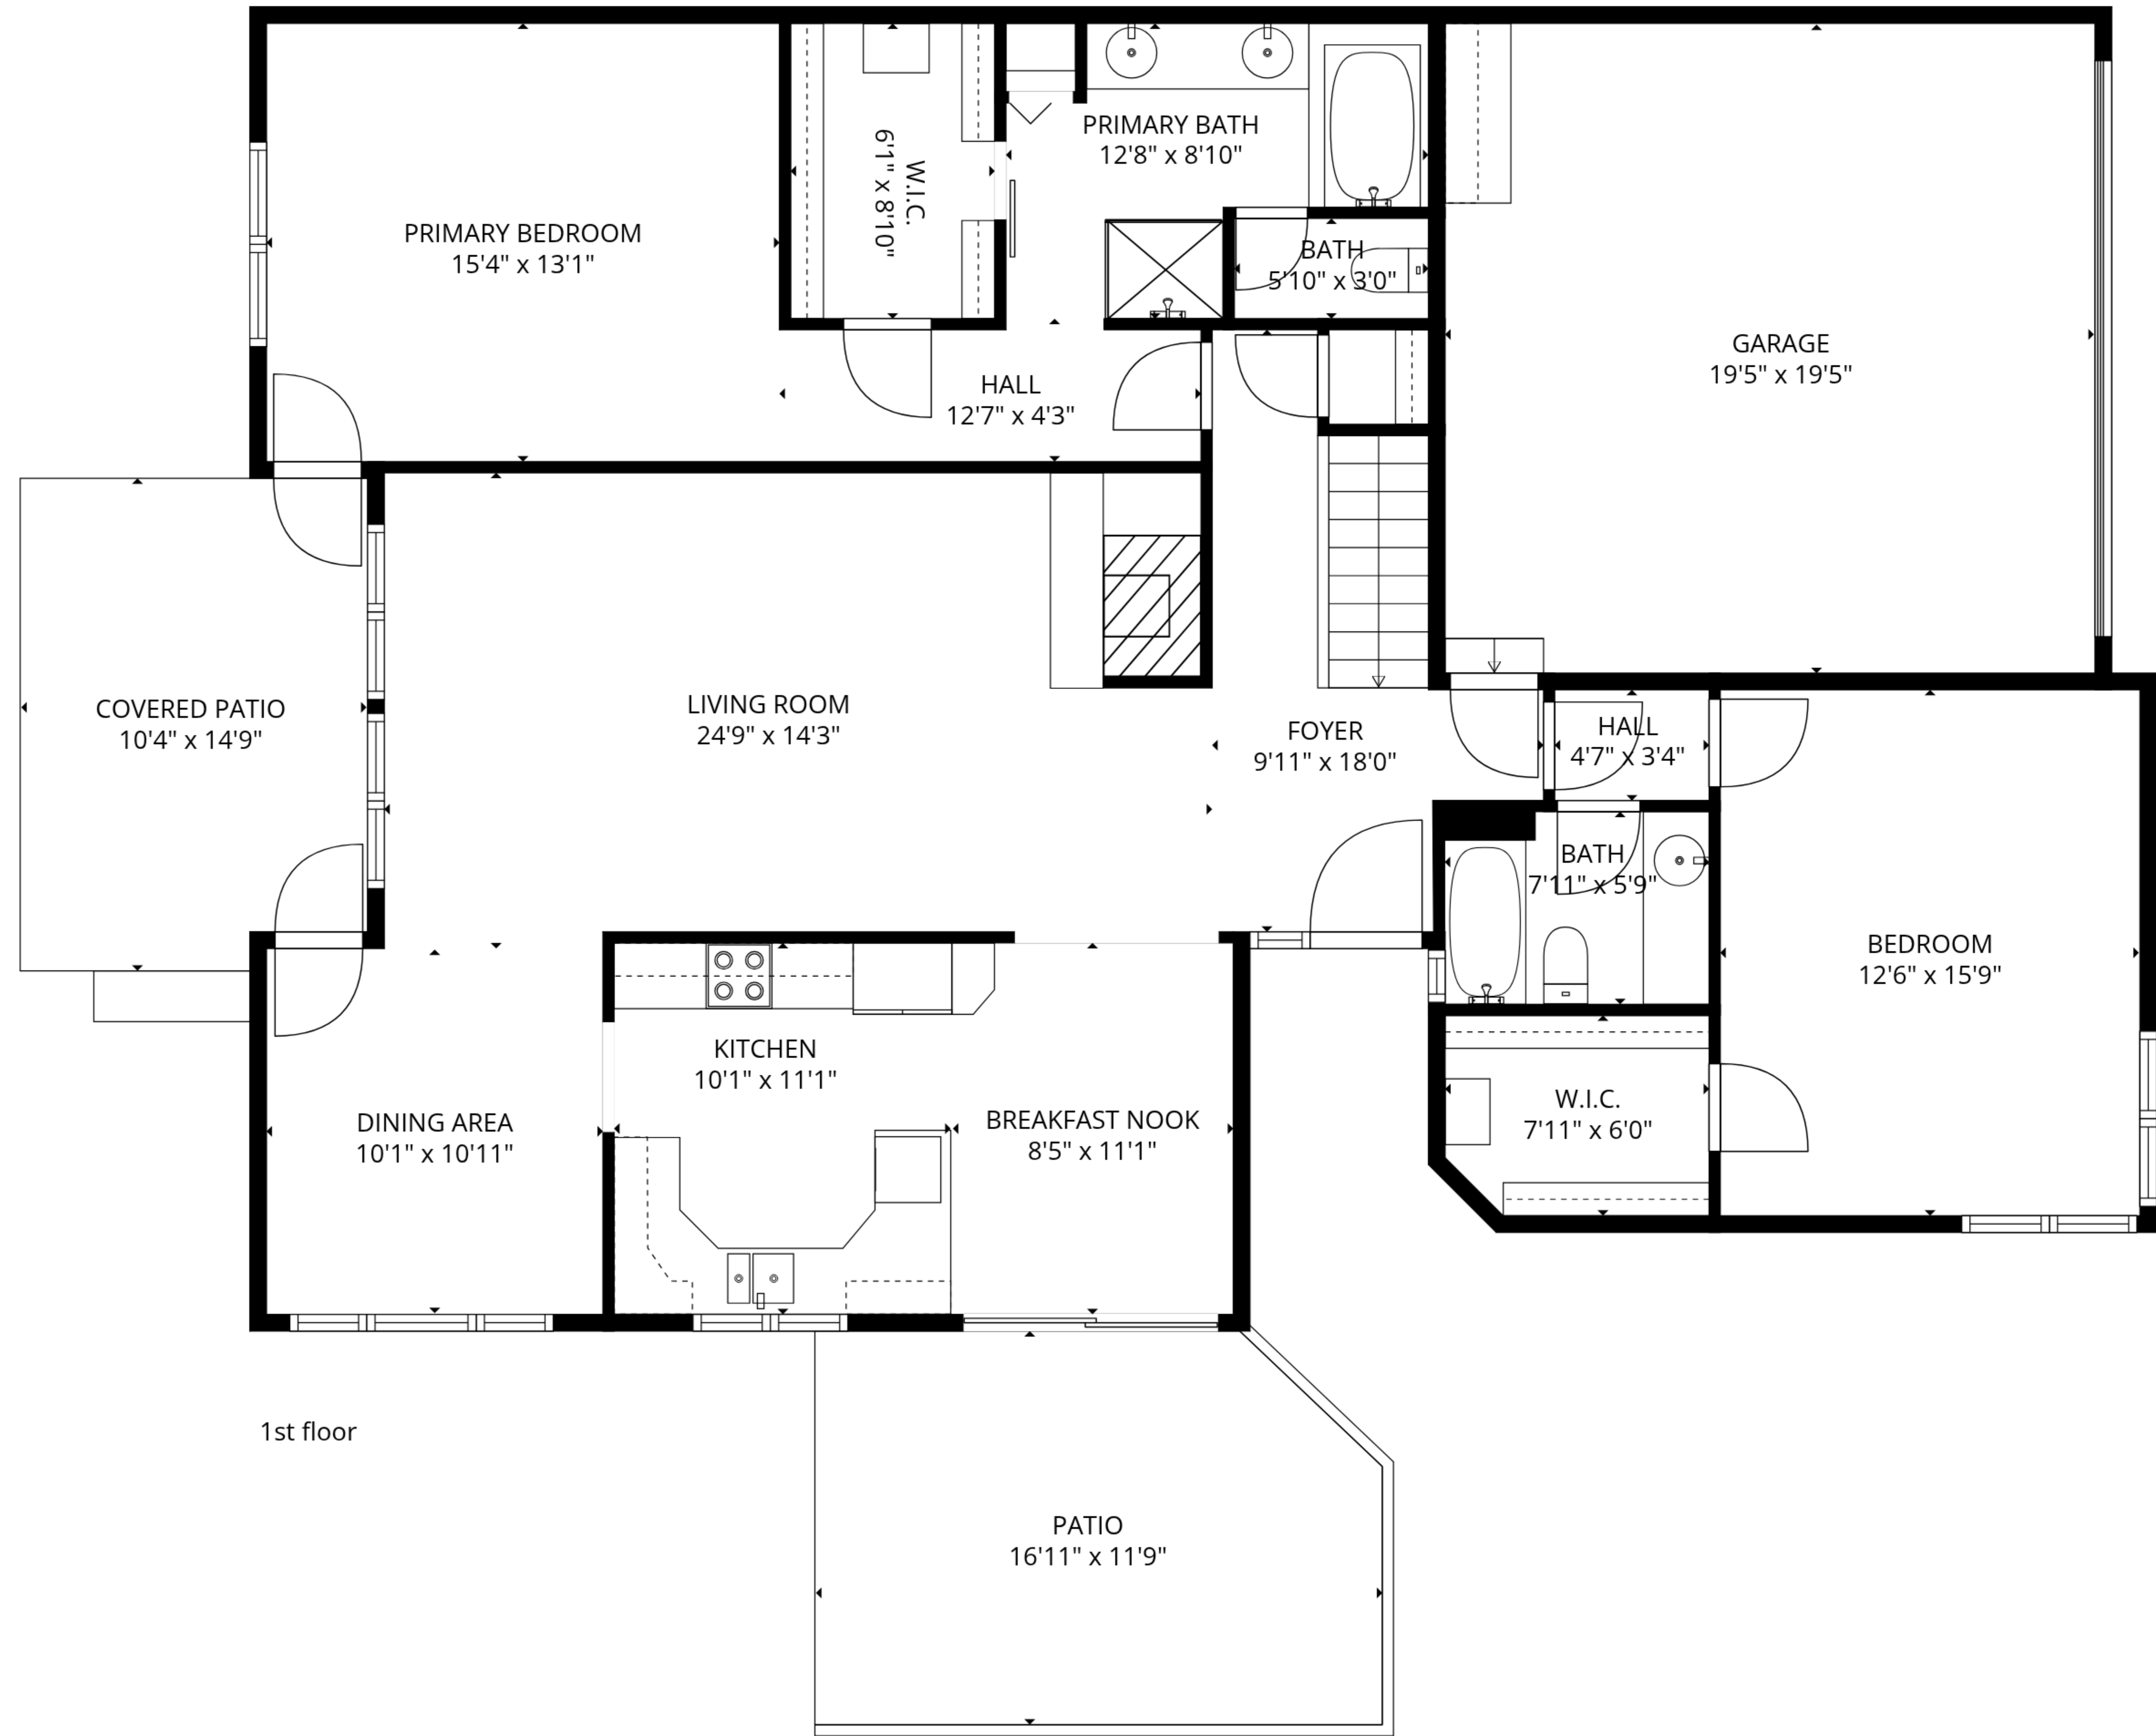 PRIMARY BATH
12'8" x 8'10"
W.I.C.
6'1" x 8'10"
PRIMARY BEDROOM
15'4" x 13'1"
BATH
5'10" x 3'0"
GARAGE
19'5" x 19'5"
HALL
12'7" x 4'3"
COVERED PATIO
10'4" x 14'9"
LIVING ROOM
24'9" x 14'3"
FOYER
9'11" x 18'0"
HALL
4'7" x 3'4"
BATH
7'11" x 5'9"
BEDROOM
12'6" x 15'9"
KITCHEN
10'1" x 11'1"
DINING AREA
10'1" x 10'11"
BREAKFAST NOOK
8'5" x 11'1"
W.I.C.
7'11" x 6'0"
1st floor
PATIO
16'11" x 11'9"